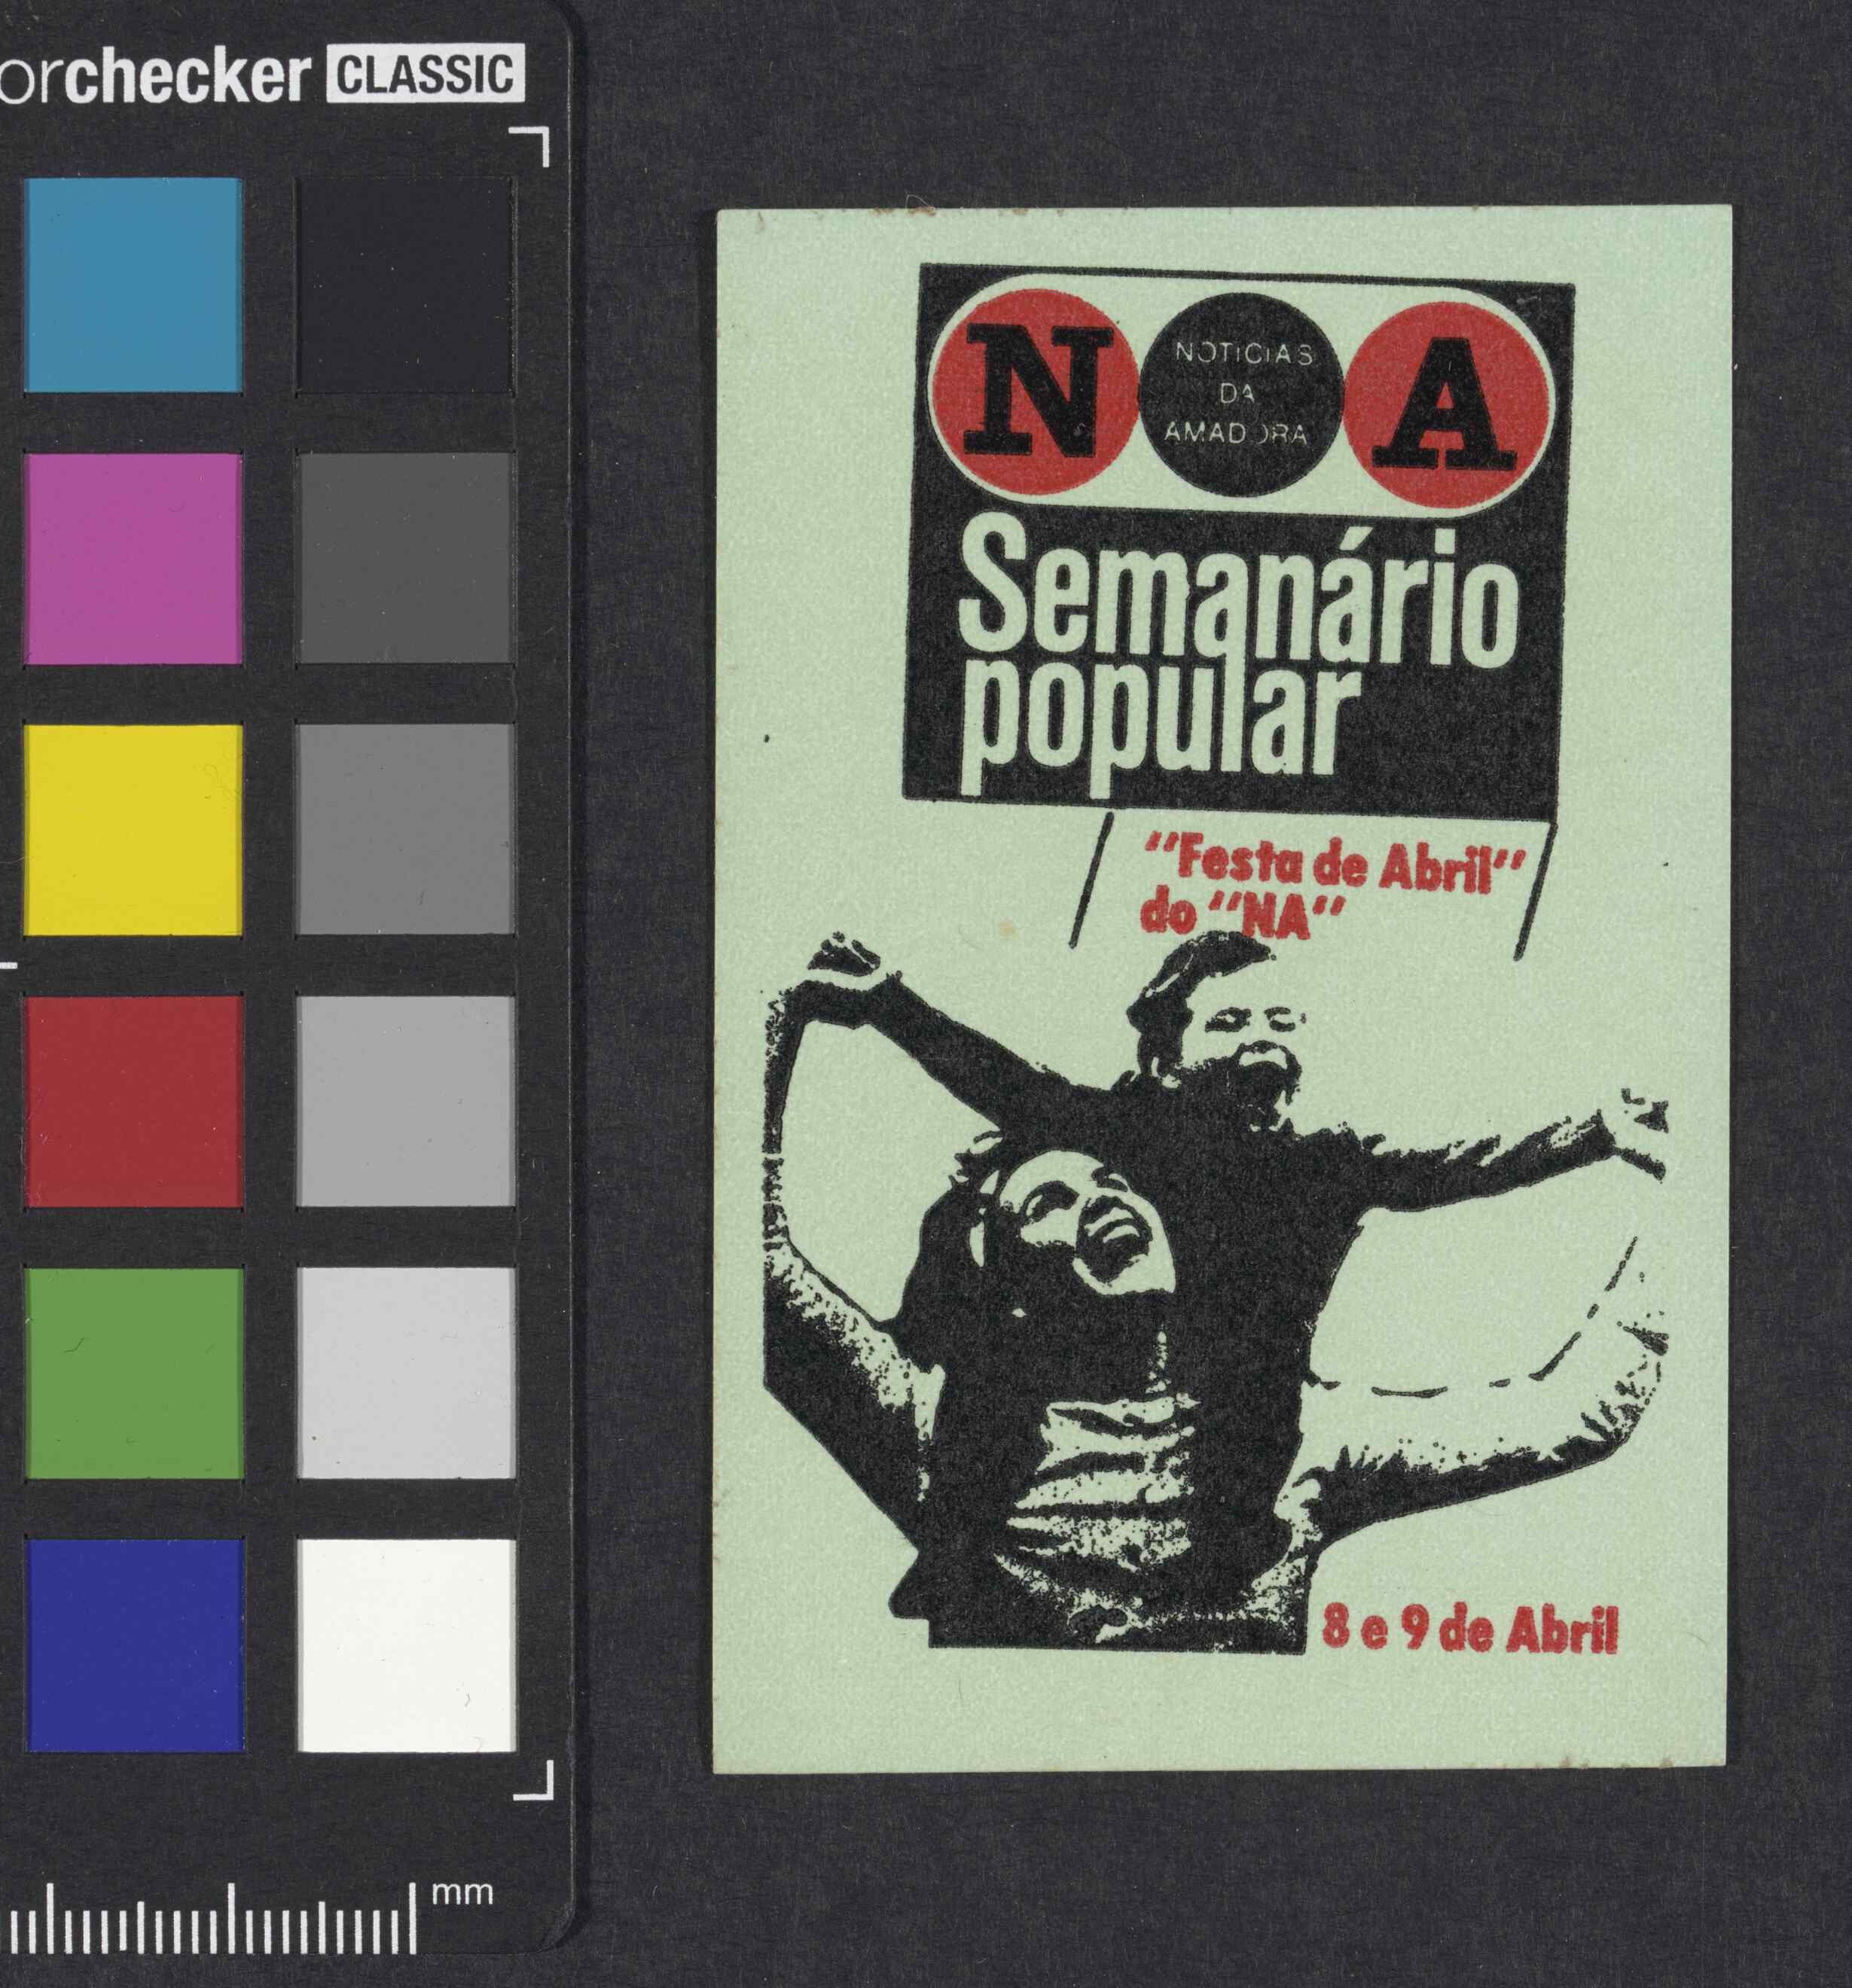 orchecker CLASSIC
N
NOTICIAS
DA
AMADORA
A
Semanário
popular
"Festa de Abril"
do "NA"
8 e 9 de Abril
mm